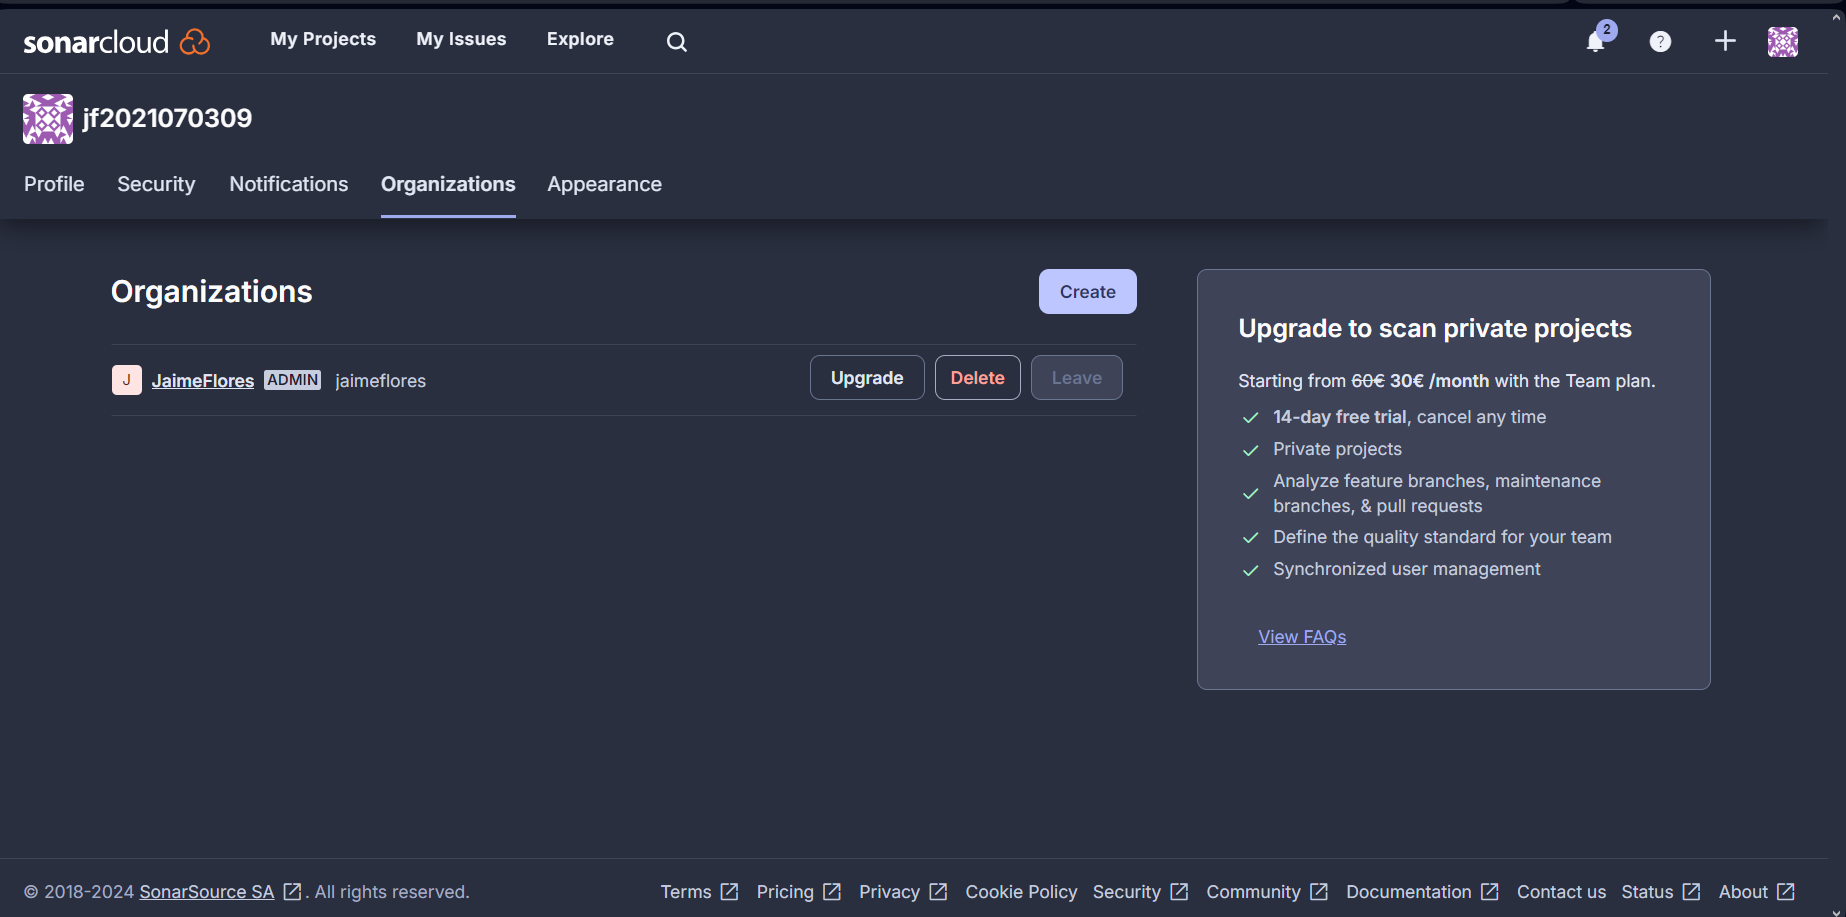 sonarcloud My Projects My Issues Explore 2 ?
jf2021070309
Profile Security Notifications Organizations Appearance
Organizations Create
J JaimeFlores ADMIN jaimeflores Upgrade Delete Leave
Upgrade to scan private projects
Starting from 60€ 30€ /month with the Team plan.
14-day free trial, cancel any time
Private projects
Analyze feature branches, maintenance
branches, & pull requests
Define the quality standard for your team
Synchronized user management
View FAQs
© 2018-2024 SonarSource SA . All rights reserved. Terms Pricing Privacy Cookie Policy Security Community Documentation Contact us Status About